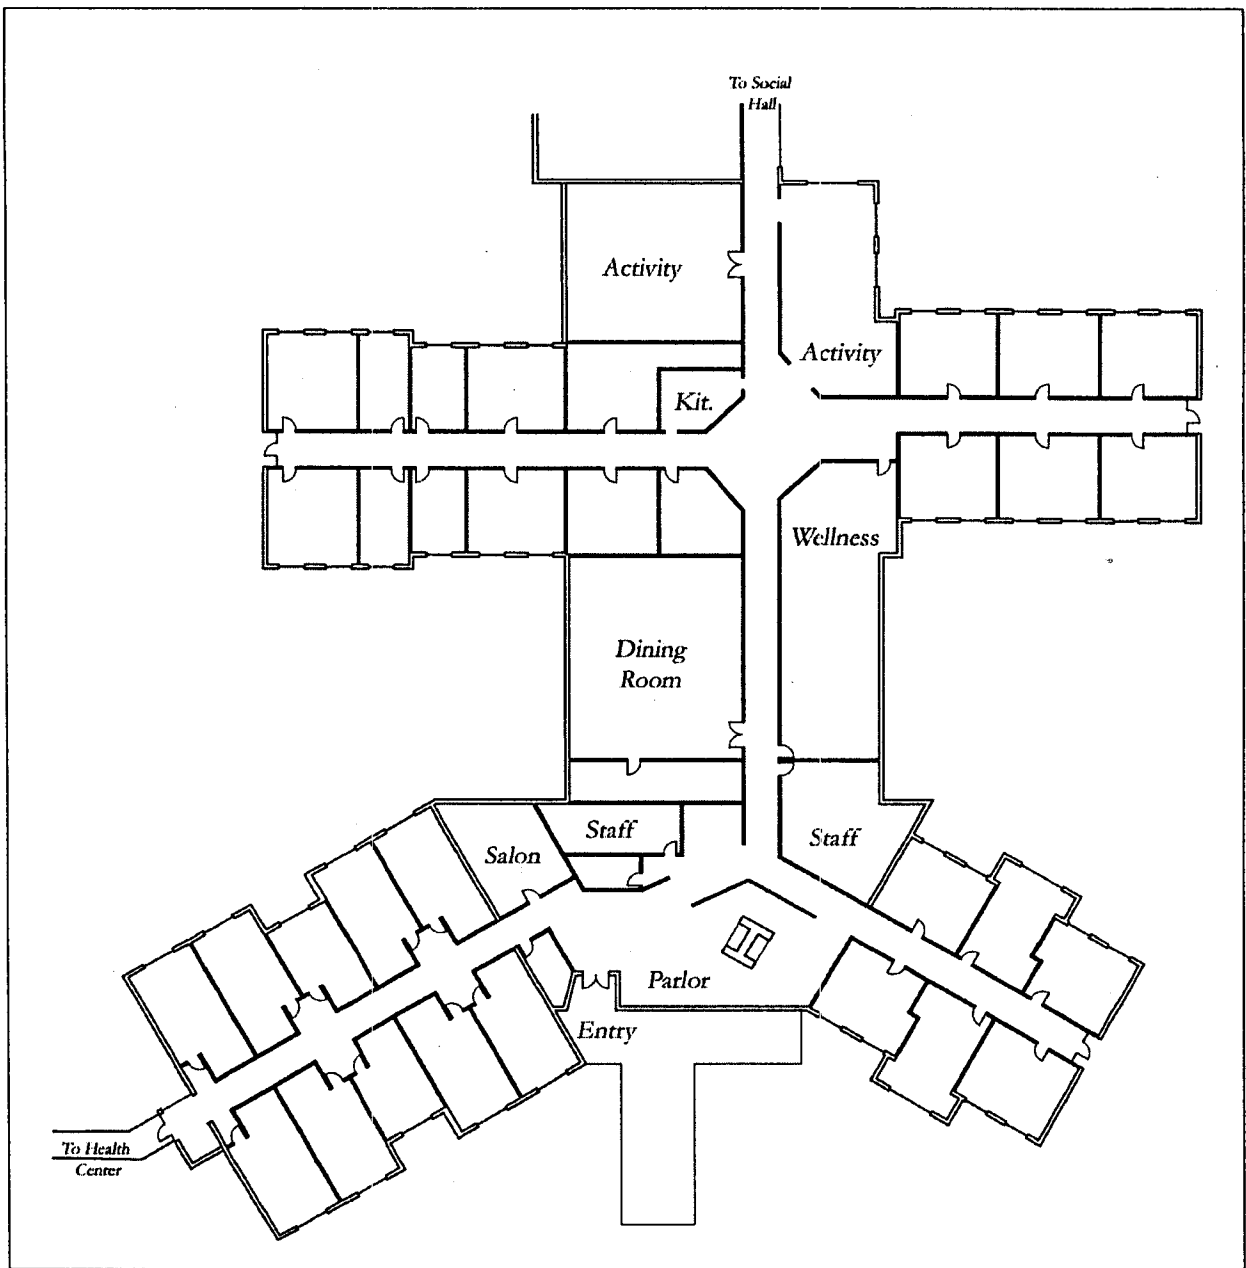 To Social
Hall
Activity
Activity
Kit.
Wellness
Dining
Room
Staff
Salon
Staff
Parlor
Entry
To Health
Center